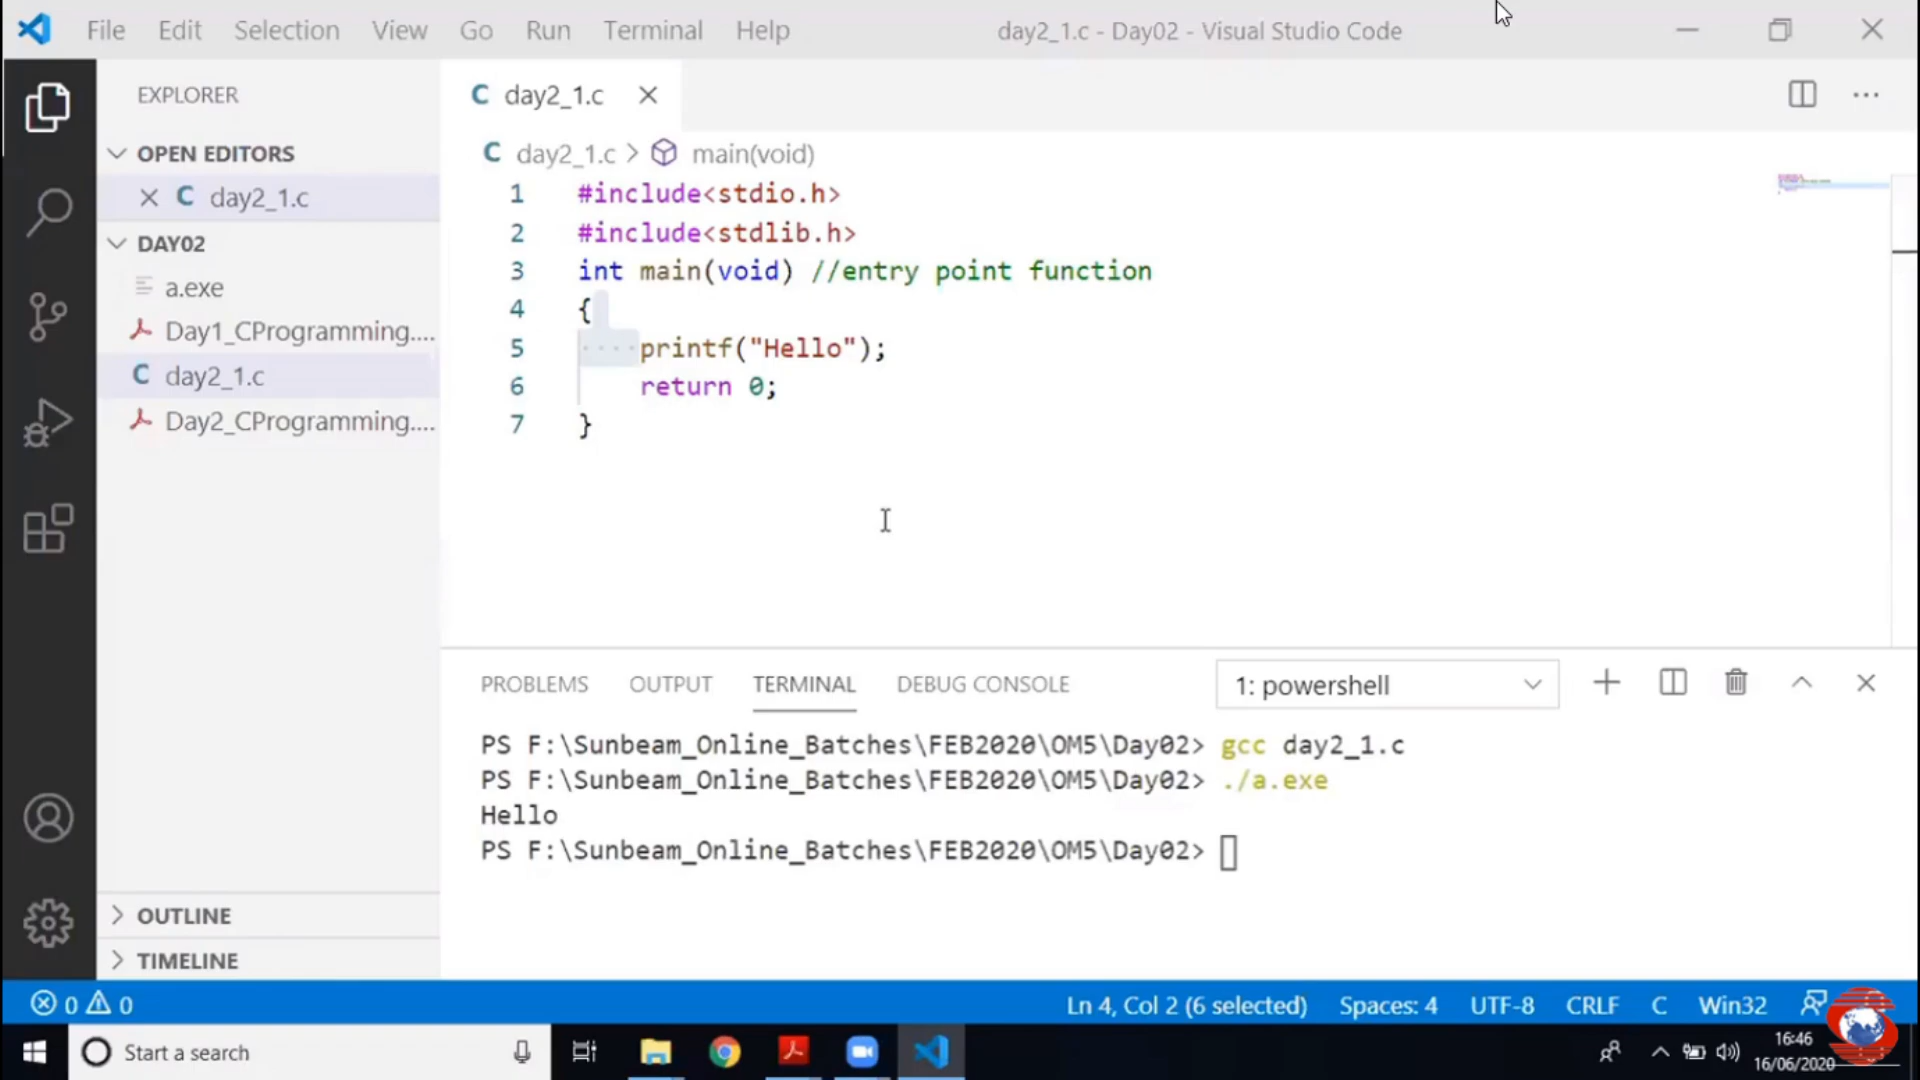 File Edit Selection View Go Run Terminal Help day2_1.c - Day02 - Visual Studio Code
EXPLORER
OPEN EDITORS
day2_1.c
DAY02
a.exe
Day1_CProgramming....
day2_1.c
Day2_CProgramming....
OUTLINE
TIMELINE
C day2_1.c
C day2_1.c > main(void)
1 #include<stdio.h>
2 #include<stdlib.h>
3 int main(void) //entry point function
4 {
5 ····printf("Hello");
6 return 0;
7 }
PROBLEMS OUTPUT TERMINAL DEBUG CONSOLE 1: powershell
PS F:\Sunbeam_Online_Batches\FEB2020\OM5\Day02> gcc day2_1.c
PS F:\Sunbeam_Online_Batches\FEB2020\OM5\Day02> ./a.exe
Hello
PS F:\Sunbeam_Online_Batches\FEB2020\OM5\Day02>
0 0 Ln 4, Col 2 (6 selected) Spaces: 4 UTF-8 CRLF C Win32
Start a search
16:46
16/06/2020